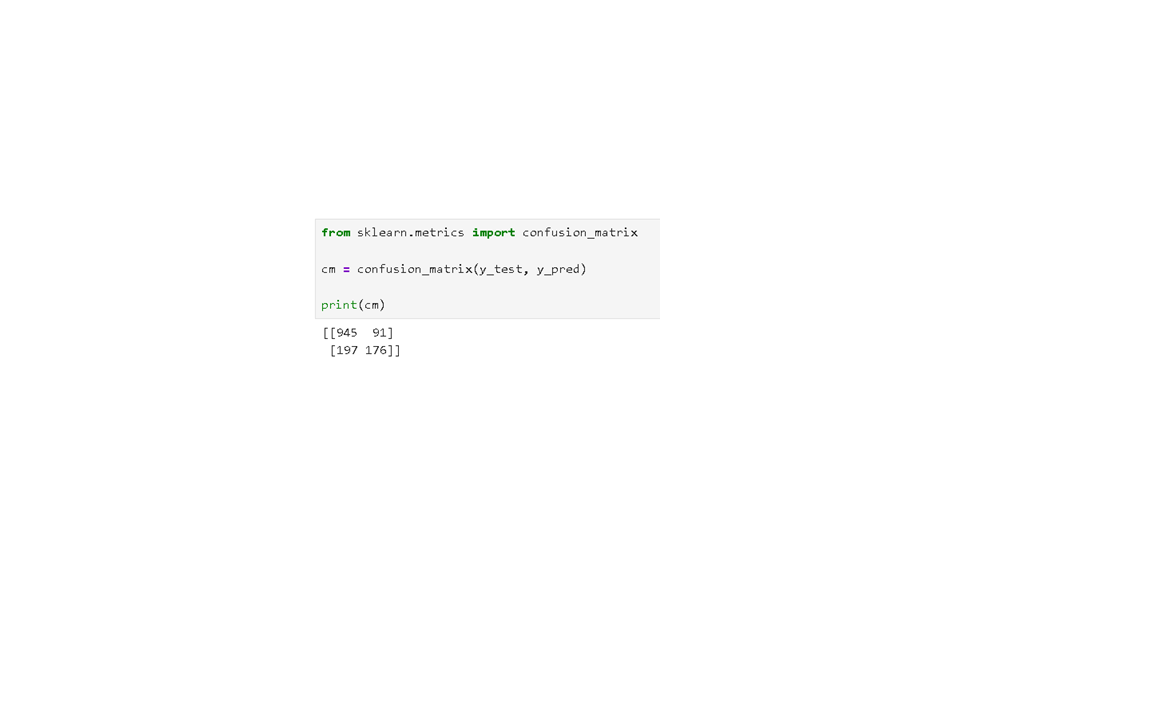 from sklearn.metrics import confusion_matrix
cm = confusion_matrix(y_test, y_pred)
print(cm)
[[945  91]
 [197 176]]